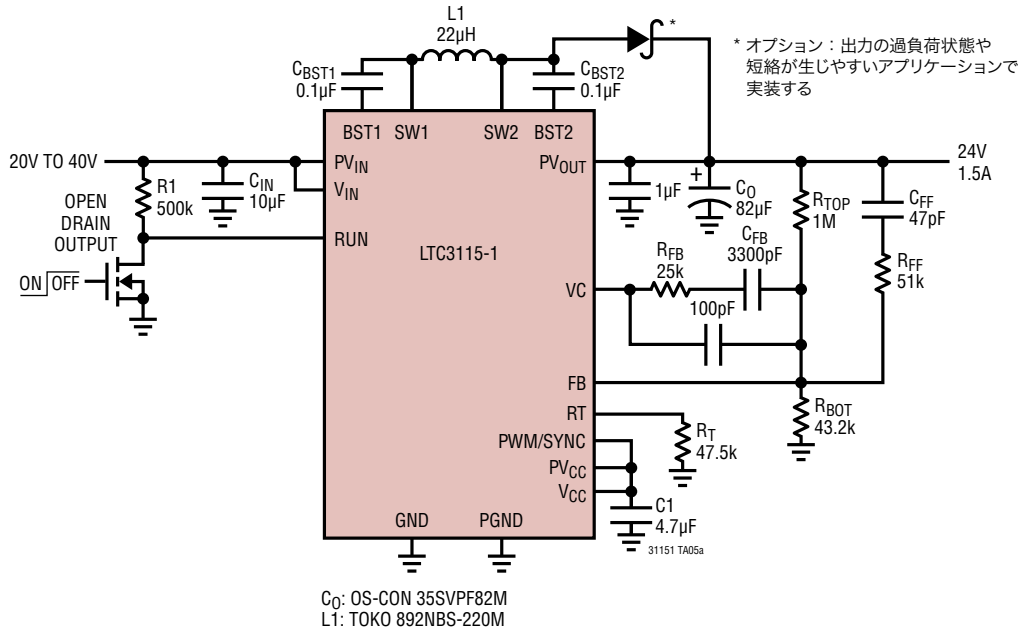 L1
22µH
CBST1
0.1µF
CBST2
0.1µF
*
* オプション：出力の過負荷状態や
短絡が生じやすいアプリケーションで
実装する
BST1 SW1 SW2 BST2
20V TO 40V
PVIN
VIN
PVOUT
24V
1.5A
R1
500k
CIN
10µF
OPEN
DRAIN
OUTPUT
ON OFF
RUN
LTC3115-1
1µF
+
CO
82µF
RTOP
1M
CFF
47pF
RFF
51k
CFB
3300pF
RFB
25k
VC
100pF
FB
RBOT
43.2k
RT
RT
47.5k
PWM/SYNC
PVCC
VCC
C1
4.7µF
GND PGND
31151 TA05a
CO: OS-CON 35SVPF82M
L1: TOKO 892NBS-220M